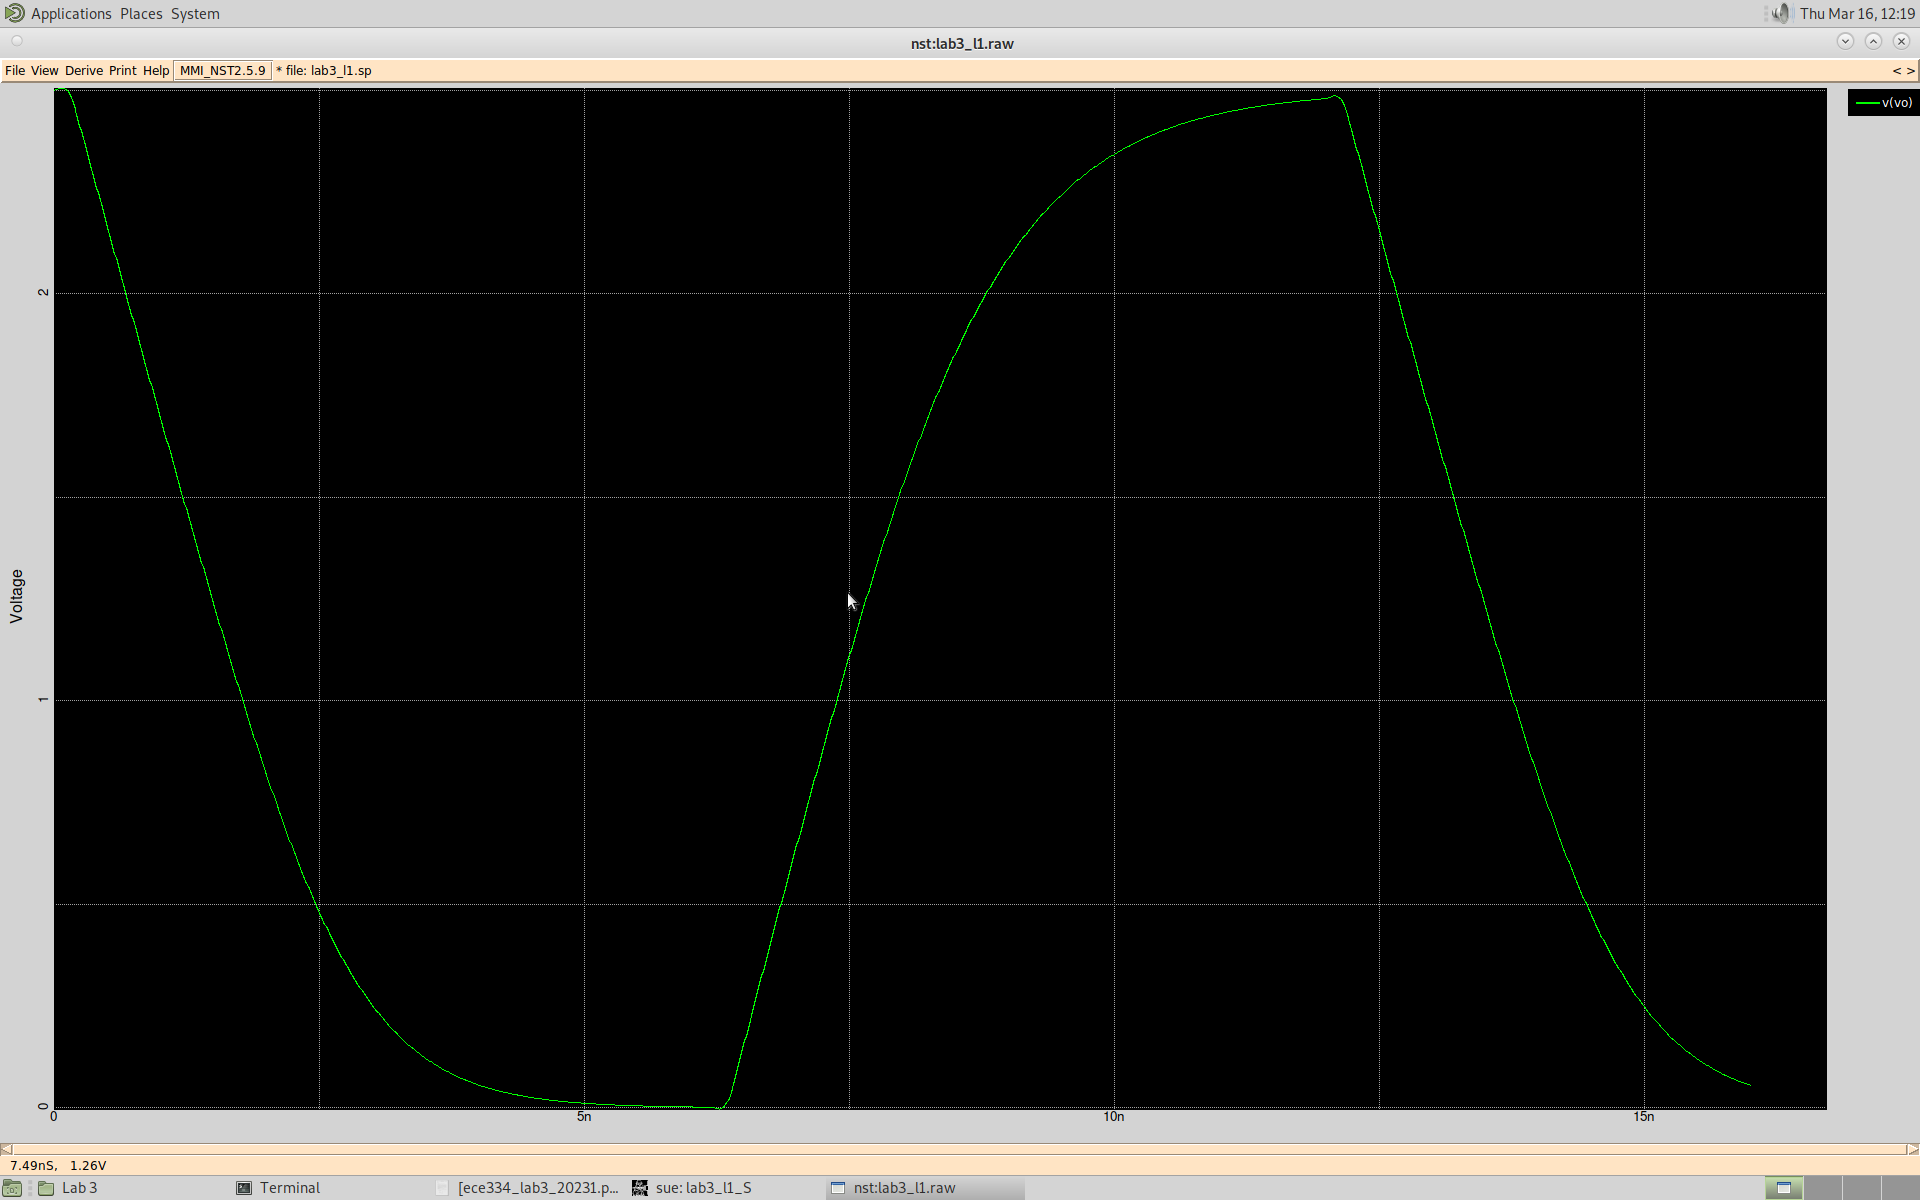 Applications Places System Thu Mar 16, 12:19
nst:lab3_l1.raw
File View Derive Print Help MMI_NST2.5.9 * file: lab3_l1.sp < >
v(vo)
2
Voltage
1
0
0 5n 10n 15n
7.49nS, 1.26V
Lab 3 Terminal [ece334_lab3_20231.p... sue: lab3_l1_S nst:lab3_l1.raw